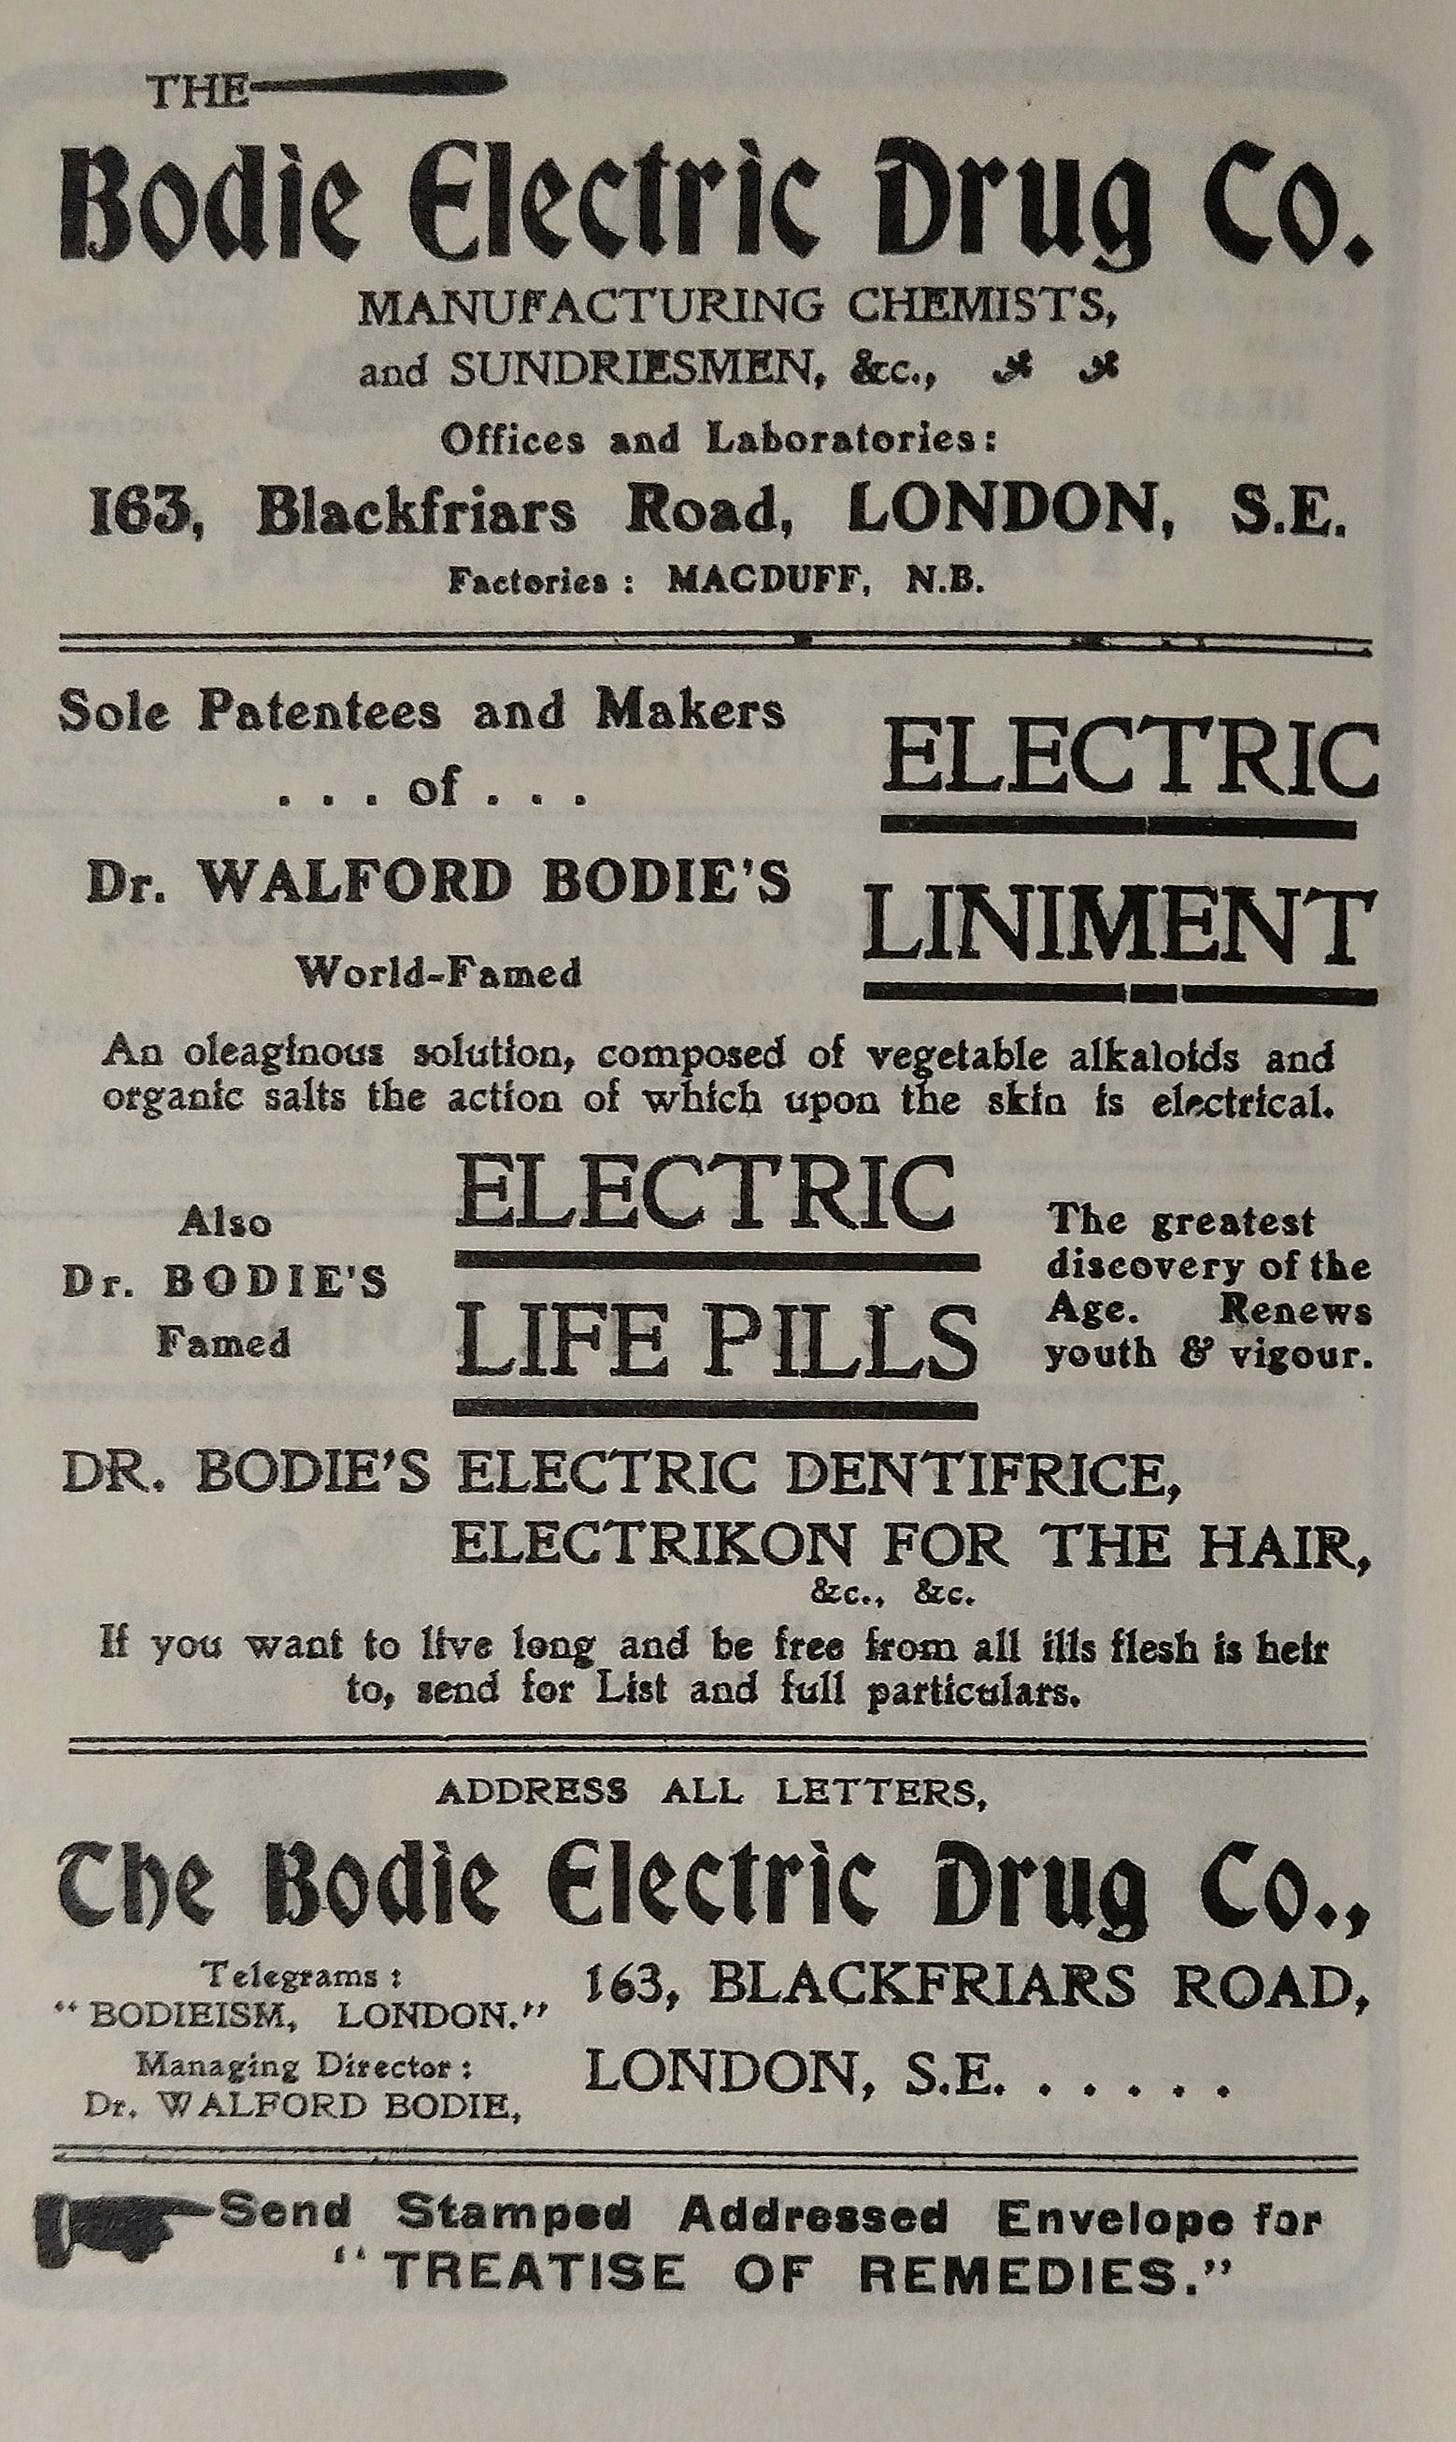 THE
Bodie Electric Drug Co.
MANUFACTURING CHEMISTS,
and SUNDRIESMEN, &c.,
Offices and Laboratories:
163, Blackfriars Road, LONDON, S.E.
Factories: MACDUFF, N.B.
Sole Patentees and Makers
. . . of . . .
Dr. WALFORD BODIE'S
World-Famed
ELECTRIC
LINIMENT
An oleaginous solution, composed of vegetable alkaloids and
organic salts the action of which upon the skin is electrical.
Also
Dr. BODIE'S
Famed
ELECTRIC
LIFE PILLS
The greatest
discovery of the
Age. Renews
youth & vigour.
DR. BODIE'S ELECTRIC DENTIFRICE,
ELECTRIKON FOR THE HAIR,
&c., &c.
If you want to live long and be free from all ills flesh is heir
to, send for List and full particulars.
ADDRESS ALL LETTERS,
The Bodie Electric Drug Co.,
Telegrams:
"BODIEISM, LONDON."
Managing Director:
Dr. WALFORD BODIE,
163, BLACKFRIARS ROAD,
LONDON, S.E. . . . . . .
Send Stamped Addressed Envelope for
"TREATISE OF REMEDIES."